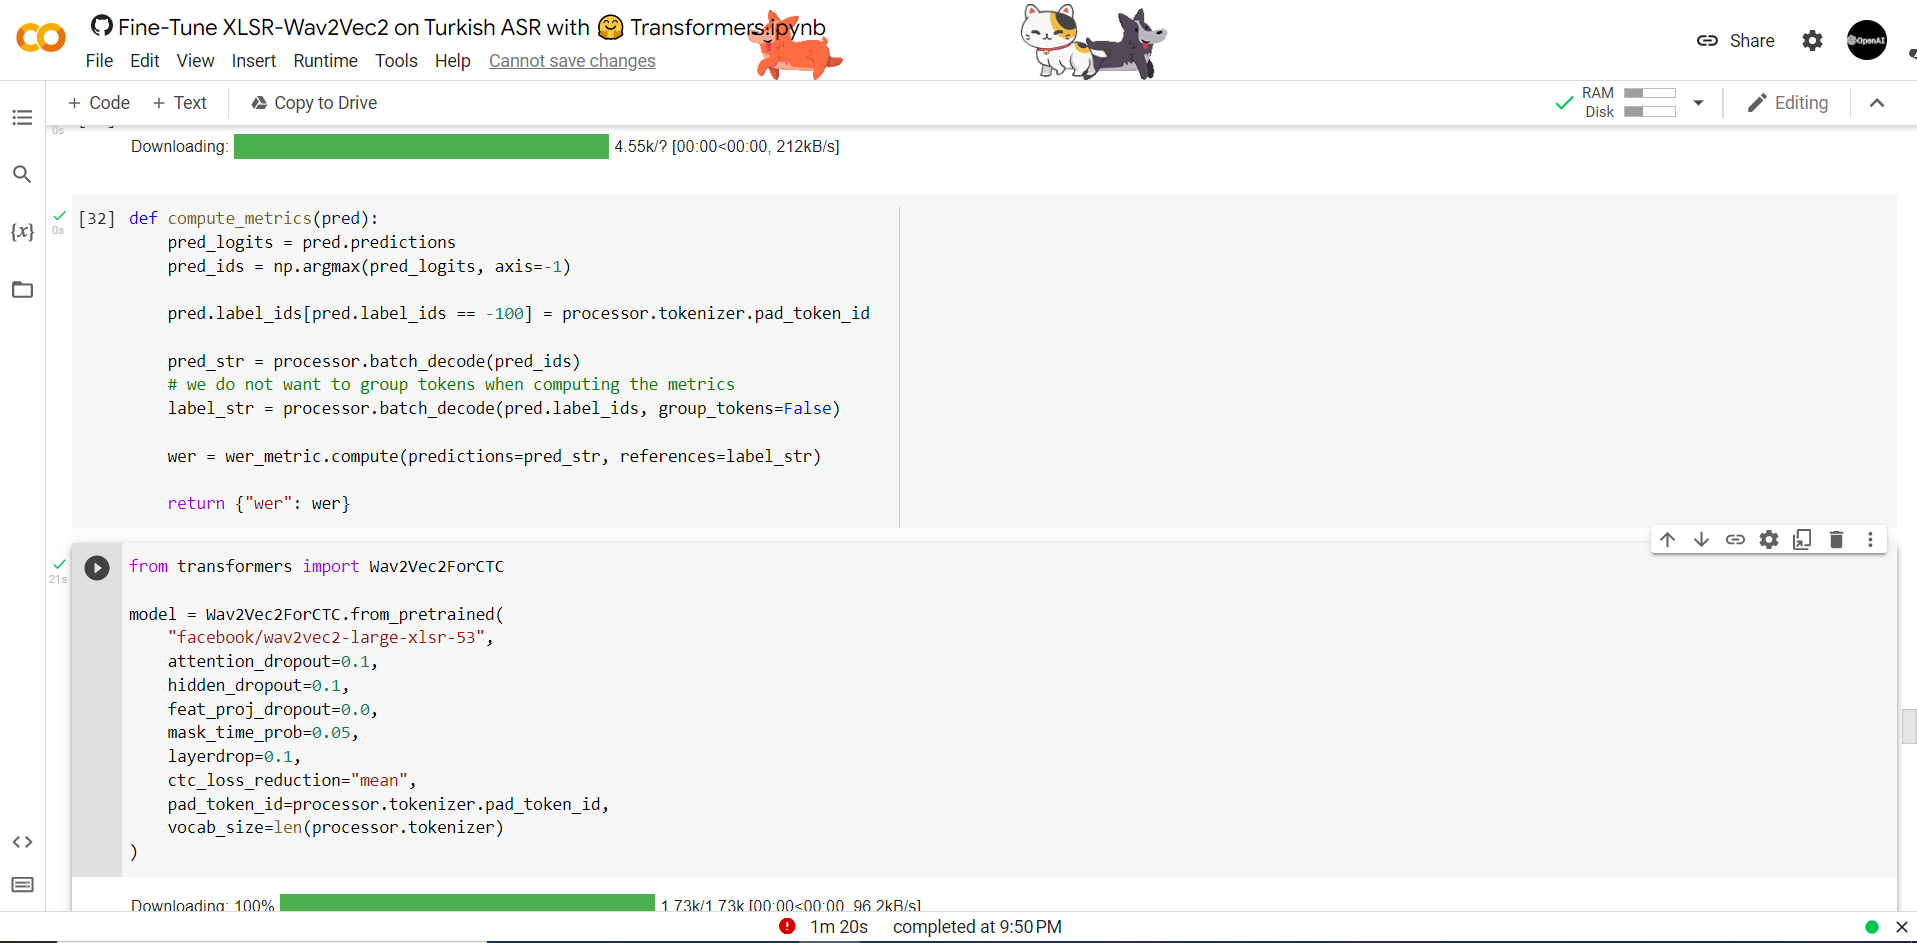 Fine-Tune XLSR-Wav2Vec2 on Turkish ASR with 🤗 Transformers.ipynb
File Edit View Insert Runtime Tools Help Cannot save changes
Share
OpenAI
+ Code + Text Copy to Drive
RAM
Disk
Editing
0s
Downloading: 4.55k/? [00:00<00:00, 212kB/s]
0s
[32] def compute_metrics(pred):
    pred_logits = pred.predictions
    pred_ids = np.argmax(pred_logits, axis=-1)
    pred.label_ids[pred.label_ids == -100] = processor.tokenizer.pad_token_id
    pred_str = processor.batch_decode(pred_ids)
    # we do not want to group tokens when computing the metrics
    label_str = processor.batch_decode(pred.label_ids, group_tokens=False)
    wer = wer_metric.compute(predictions=pred_str, references=label_str)
    return {"wer": wer}
21s
from transformers import Wav2Vec2ForCTC
model = Wav2Vec2ForCTC.from_pretrained(
    "facebook/wav2vec2-large-xlsr-53",
    attention_dropout=0.1,
    hidden_dropout=0.1,
    feat_proj_dropout=0.0,
    mask_time_prob=0.05,
    layerdrop=0.1,
    ctc_loss_reduction="mean",
    pad_token_id=processor.tokenizer.pad_token_id,
    vocab_size=len(processor.tokenizer)
)
Downloading: 100% 1.73k/1.73k [00:00<00:00, 96.2kB/s]
1m 20s completed at 9:50 PM